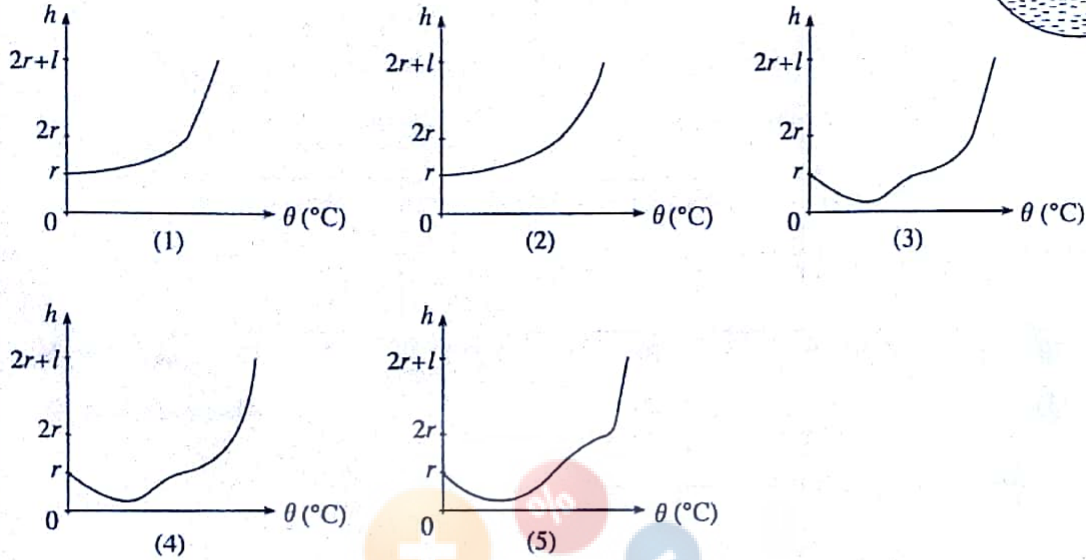 h h h
2r+l 2r+l 2r+l
2r 2r 2r
r r r
0 θ (°C) 0 θ (°C) 0 θ (°C)
(1) (2) (3)
h h
2r+l 2r+l
2r 2r
r r
0 θ (°C) 0 θ (°C)
%
(4) (5)